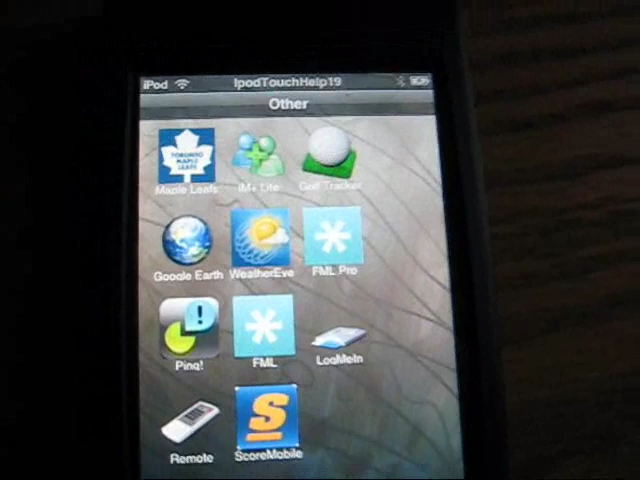 iPod IpodTouchHelp19
Other
TORONTO
MAPLE
LEAFS
Maple Leafs IM+ Lite Golf Tracker
Google Earth WeatherEye FML Pro
!
Ping! FML LogMeIn
S
Remote ScoreMobile